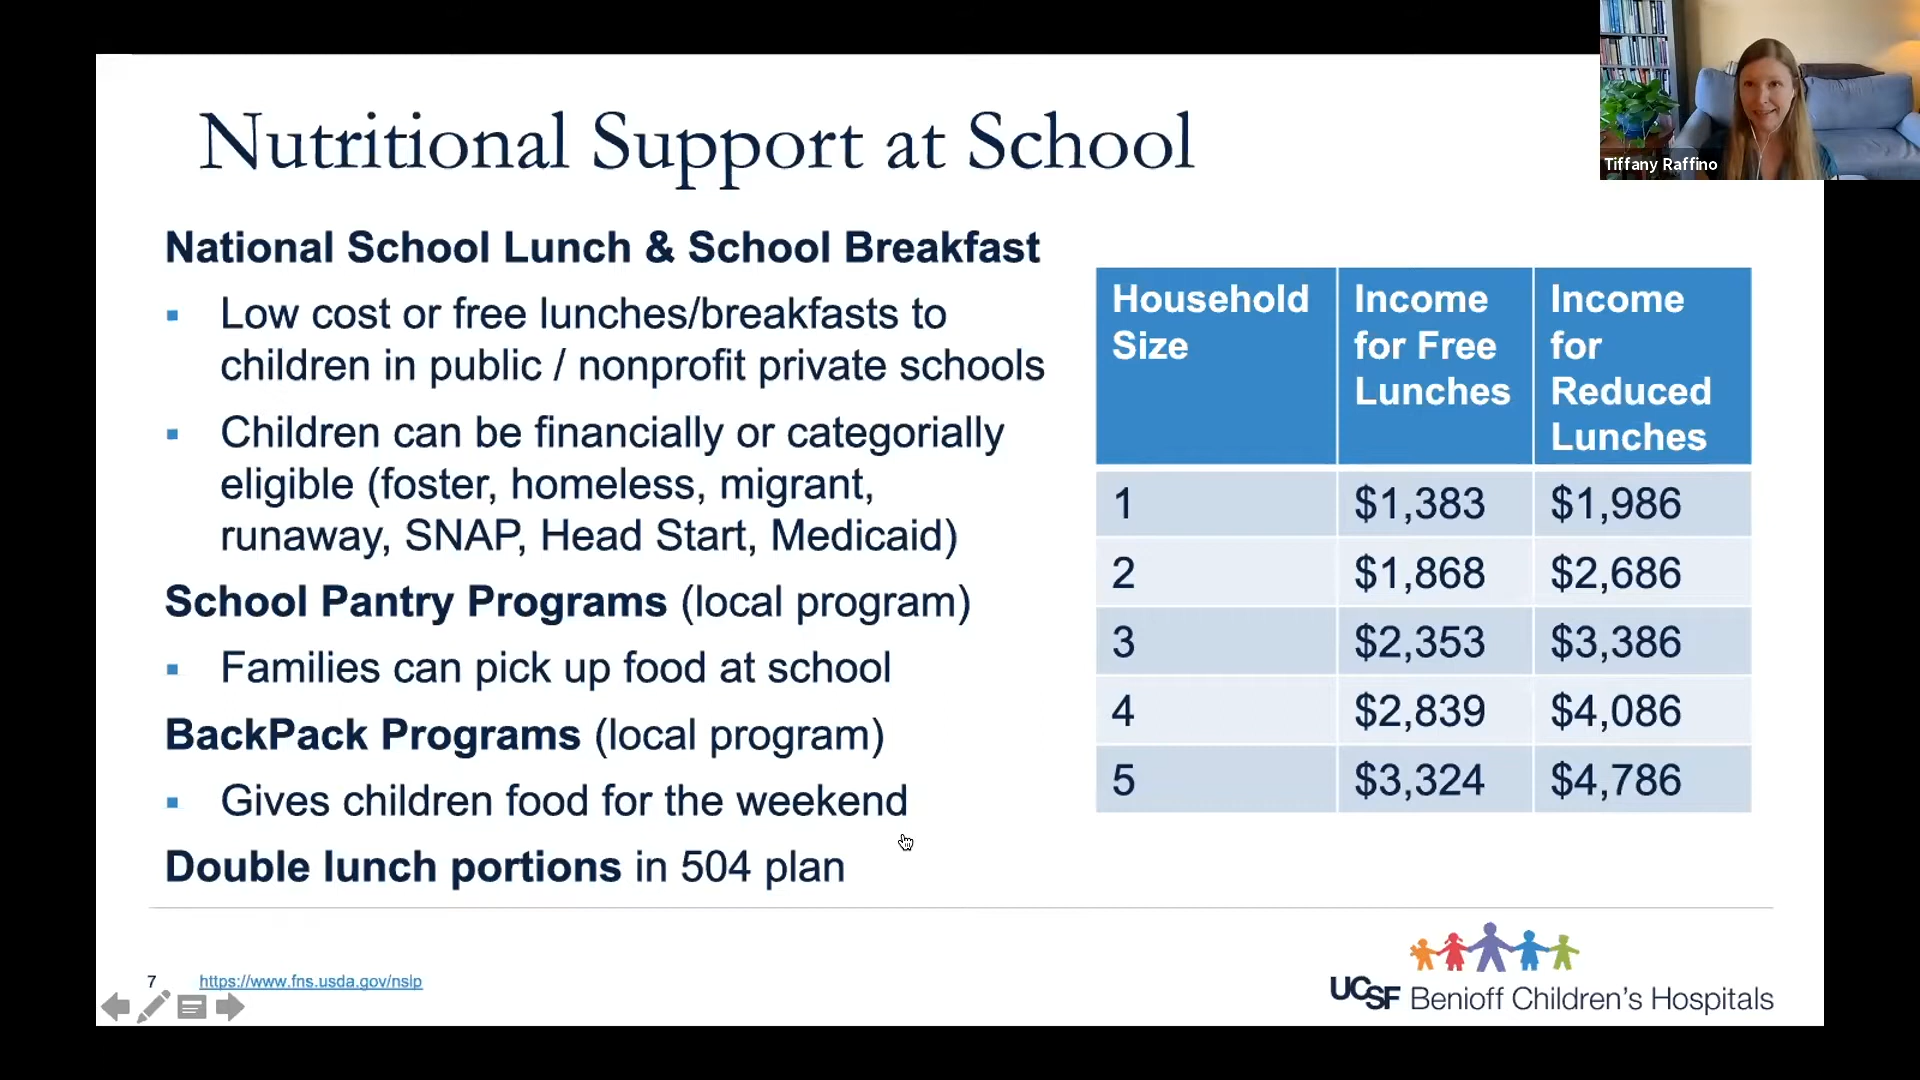 Nutritional Support at School
Tiffany Raffino
National School Lunch & School Breakfast
▪ Low cost or free lunches/breakfasts to
children in public / nonprofit private schools
▪ Children can be financially or categorially
eligible (foster, homeless, migrant,
runaway, SNAP, Head Start, Medicaid)
School Pantry Programs (local program)
▪ Families can pick up food at school
BackPack Programs (local program)
▪ Gives children food for the weekend
Double lunch portions in 504 plan
Household Size | Income for Free Lunches | Income for Reduced Lunches
1 $1,383 $1,986
2 $1,868 $2,686
3 $2,353 $3,386
4 $2,839 $4,086
5 $3,324 $4,786
7 https://www.fns.usda.gov/nslp
UCSF Benioff Children's Hospitals